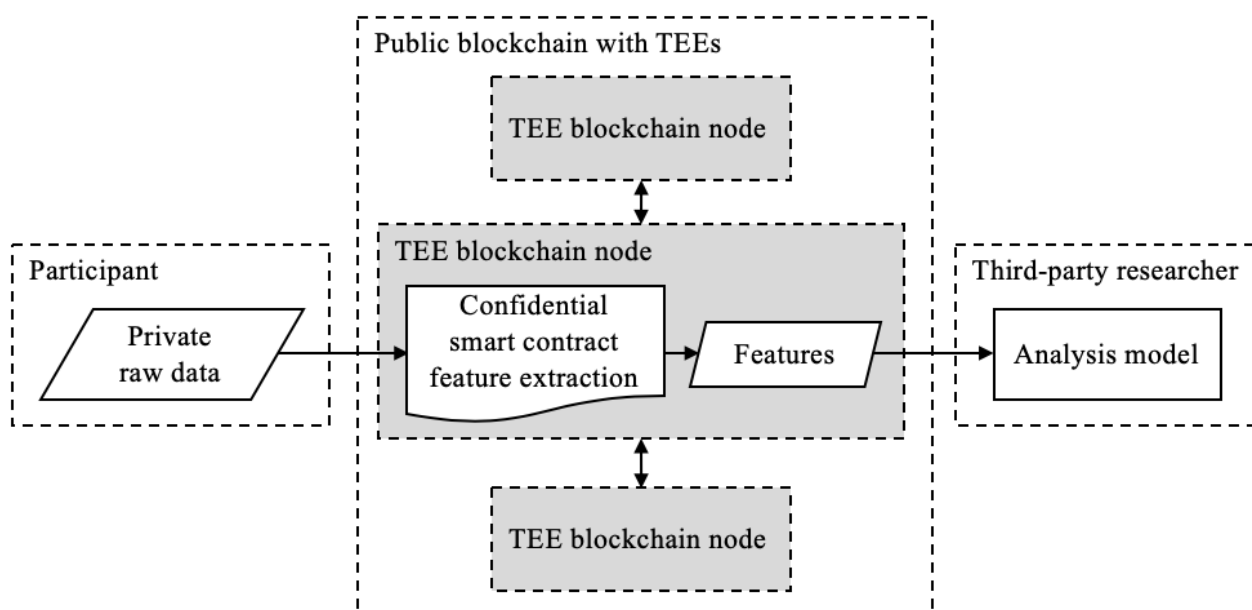 Public blockchain with TEEs
TEE blockchain node
TEE blockchain node
Participant
Private
raw data
Confidential
smart contract
feature extraction
Features
Third-party researcher
Analysis model
TEE blockchain node